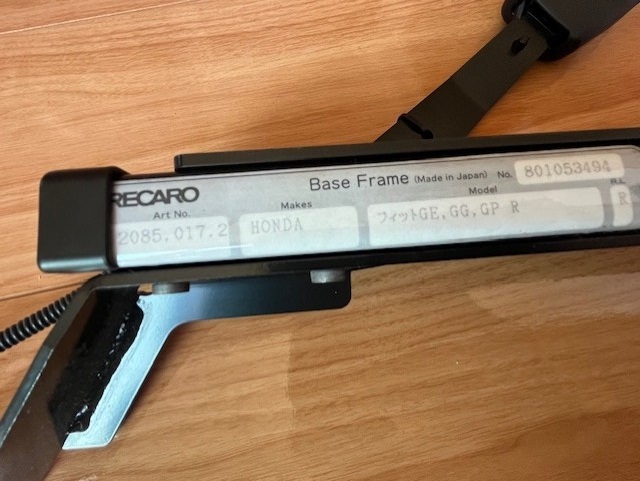 RECARO Base Frame (Made in Japan) No. 801053494
Art No. Makes Model
2085.017.2 HONDA フィットGE,GG,GP R R